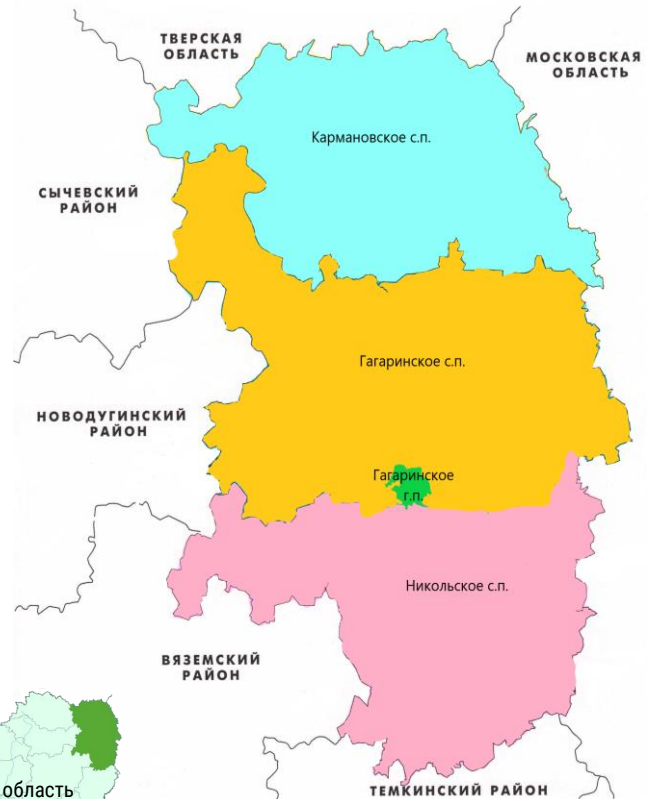 ТВЕРСКАЯ
ОБЛАСТЬ
МОСКОВСКАЯ
ОБЛАСТЬ
Кармановское с.п.
СЫЧЕВСКИЙ
РАЙОН
Гагаринское с.п.
НОВОДУГИНСКИЙ
РАЙОН
Гагаринское
г.п.
Никольское с.п.
ВЯЗЕМСКИЙ
РАЙОН
область
ТЕМКИНСКИЙ РАЙОН